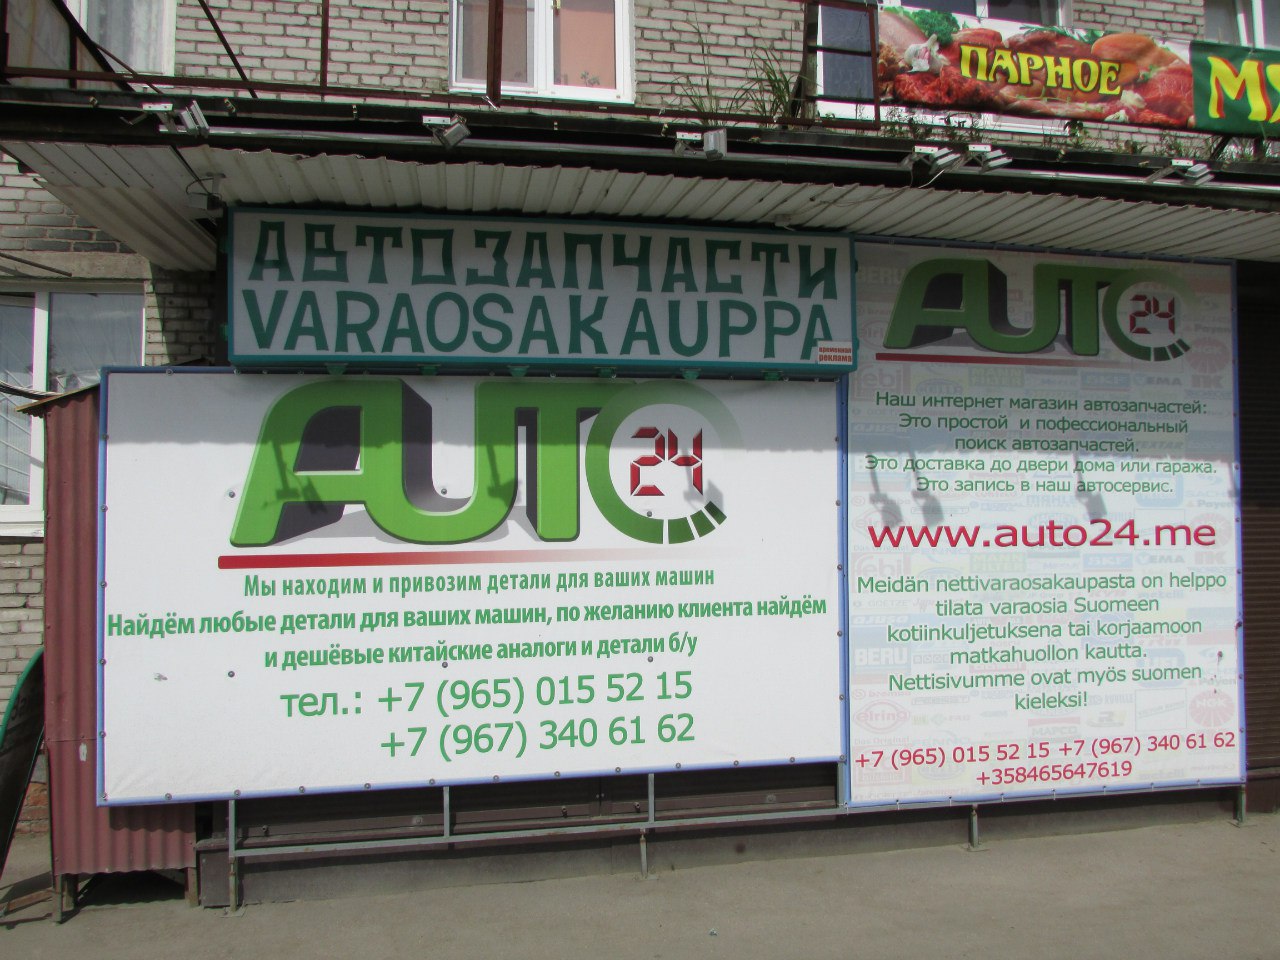 ПАРНОЕ
АВТОЗАПЧАСТИ
VARAOSAKAUPPA
реклама
AUTO 24
Мы находим и привозим детали для ваших машин
Найдём любые детали для ваших машин, по желанию клиента найдём
и дешёвые китайские аналоги и детали б/у
тел.: +7 (965) 015 52 15
+7 (967) 340 61 62
AUTO 24
Наш интернет магазин автозапчастей:
Это простой и пофессиональный
поиск автозапчастей.
Это доставка до двери дома или гаража.
Это запись в наш автосервис.
www.auto24.me
Meidän nettivaraosakaupasta on helppo
tilata varaosia Suomeen
kotiinkuljetuksena tai korjaamoon
matkahuollon kautta.
Nettisivumme ovat myös suomen
kieleksi!
+7 (965) 015 52 15 +7 (967) 340 61 62
+358465647619